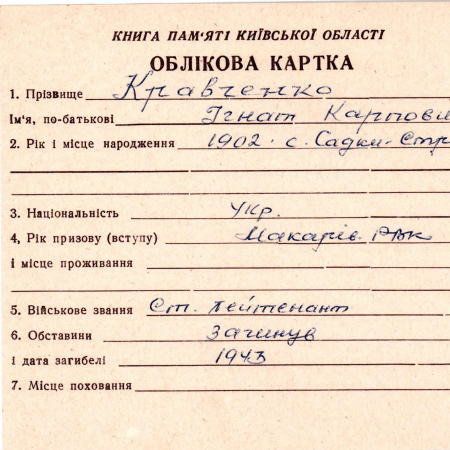 КНИГА ПАМ'ЯТІ КИЇВСЬКОЇ ОБЛАСТІ
ОБЛІКОВА КАРТКА
1. Прізвище Кравченко
Ім'я, по-батькові Ігнат Карпови
2. Рік і місце народження 1902. с. Садки-Стр
3. Національність Укр.
4, Рік призову (вступу) Макарів. РВК
і місце проживання
5. Військове звання Ст. лейтенант
6. Обставини Загинув
і дата загибелі 1943
7. Місце поховання